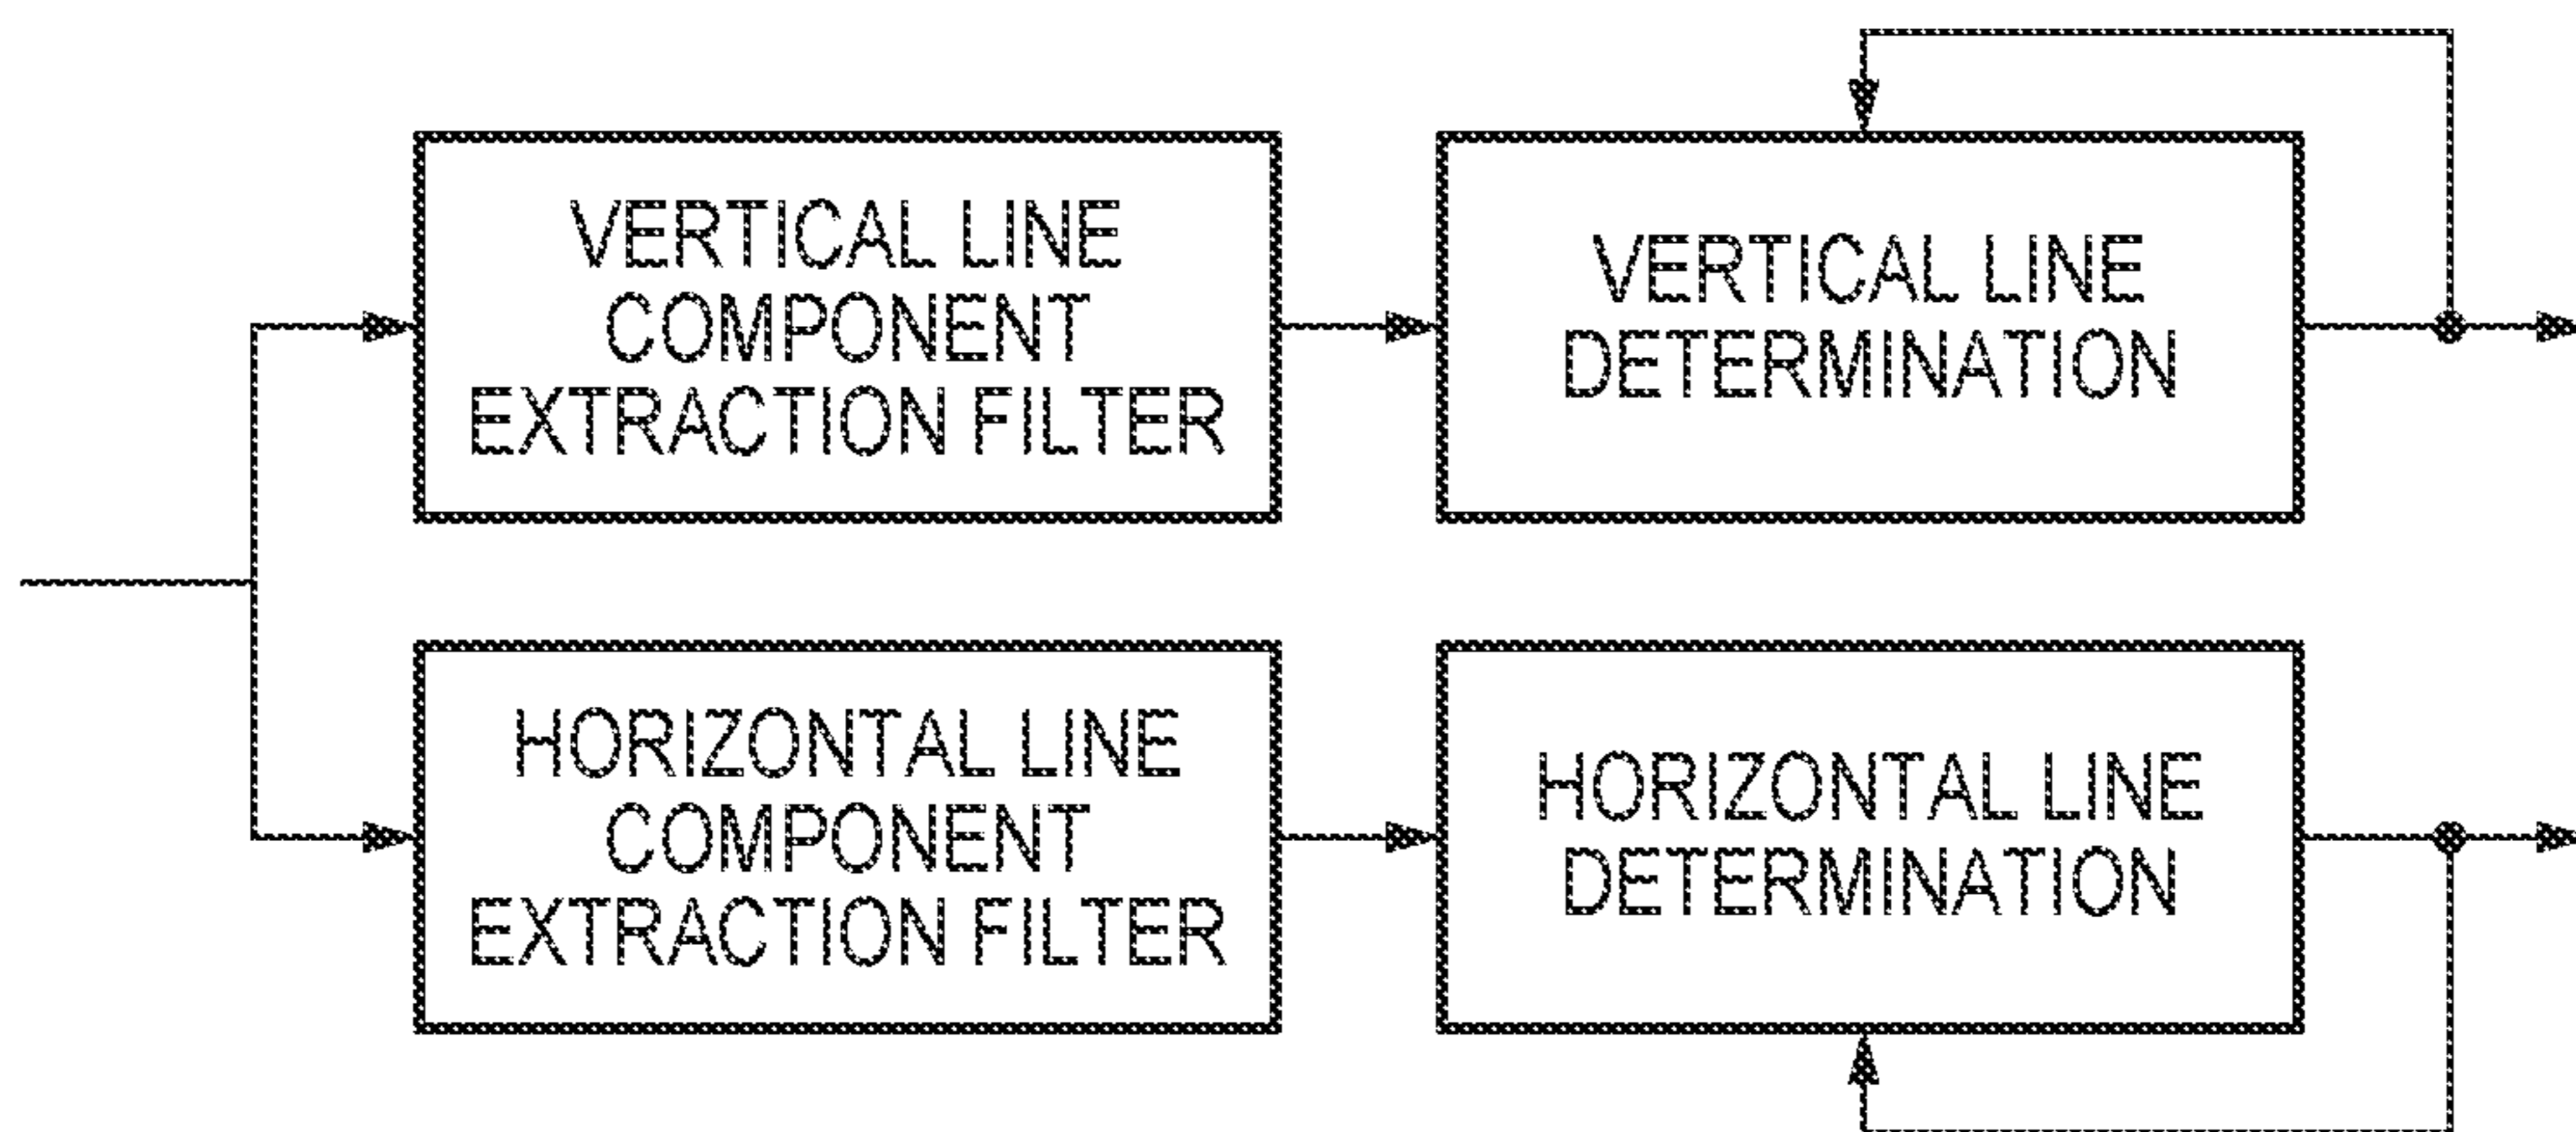 VERTICAL LINE
COMPONENT
EXTRACTION FILTER
VERTICAL LINE
DETERMINATION
HORIZONTAL LINE
COMPONENT
EXTRACTION FILTER
HORIZONTAL LINE
DETERMINATION